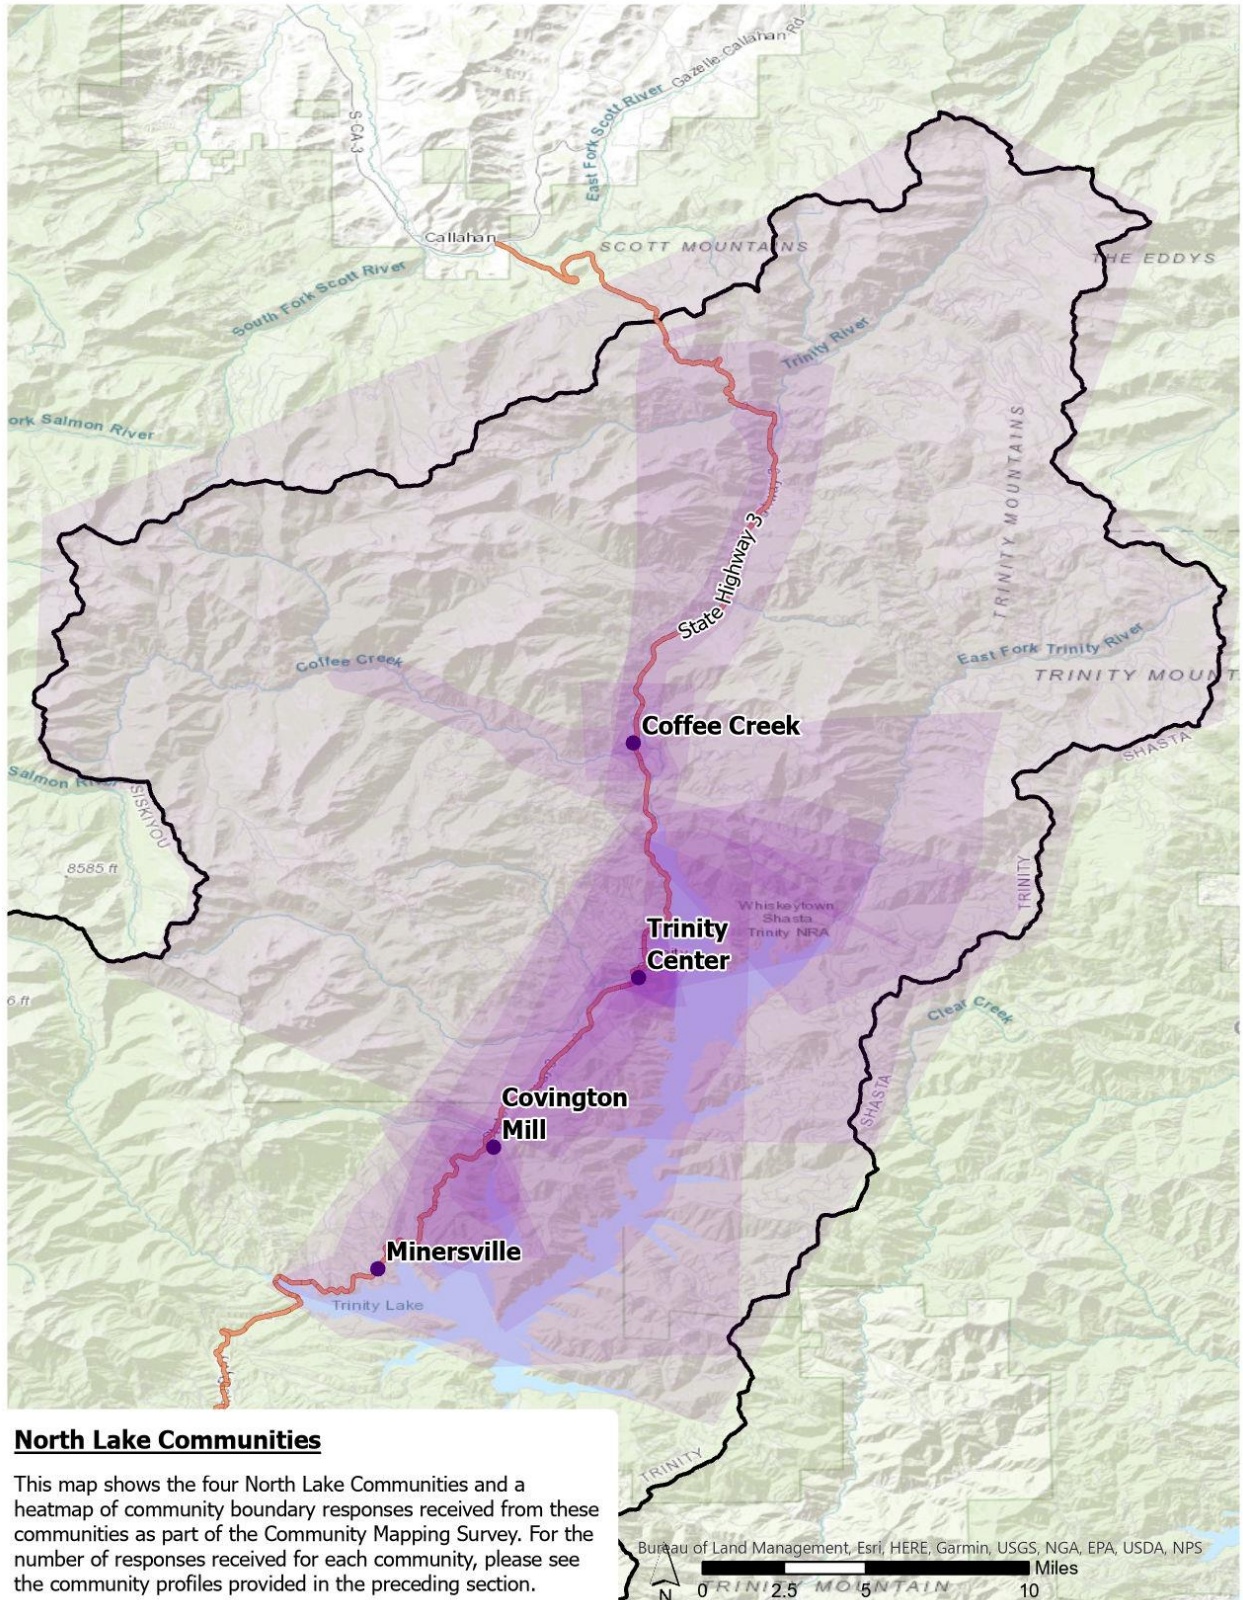 Gazelle-Callahan Rd
S-CA-3
East Fork Scott River
Callahan
SCOTT MOUNTAINS
THE EDDYS
South Fork Scott River
Trinity River
ork Salmon River
TRINITY MOUNTAINS
State Highway 3
East Fork Trinity River
Coffee Creek
TRINITY MOUNT
Coffee Creek
SHASTA
Salmon River
SISKIYOU
8585 ft
TRINITY
Whiskeytown
Shasta
Trinity NRA
Trinity
Center
6 ft
Clear Creek
SHASTA
Covington
Mill
Minersville
Trinity Lake
North Lake Communities
This map shows the four North Lake Communities and a
heatmap of community boundary responses received from these
communities as part of the Community Mapping Survey. For the
number of responses received for each community, please see
the community profiles provided in the preceding section.
TRINITY
Bureau of Land Management, Esri, HERE, Garmin, USGS, NGA, EPA, USDA, NPS
Miles
N
0 2.5 5 10
TRINITY MOUNTAIN